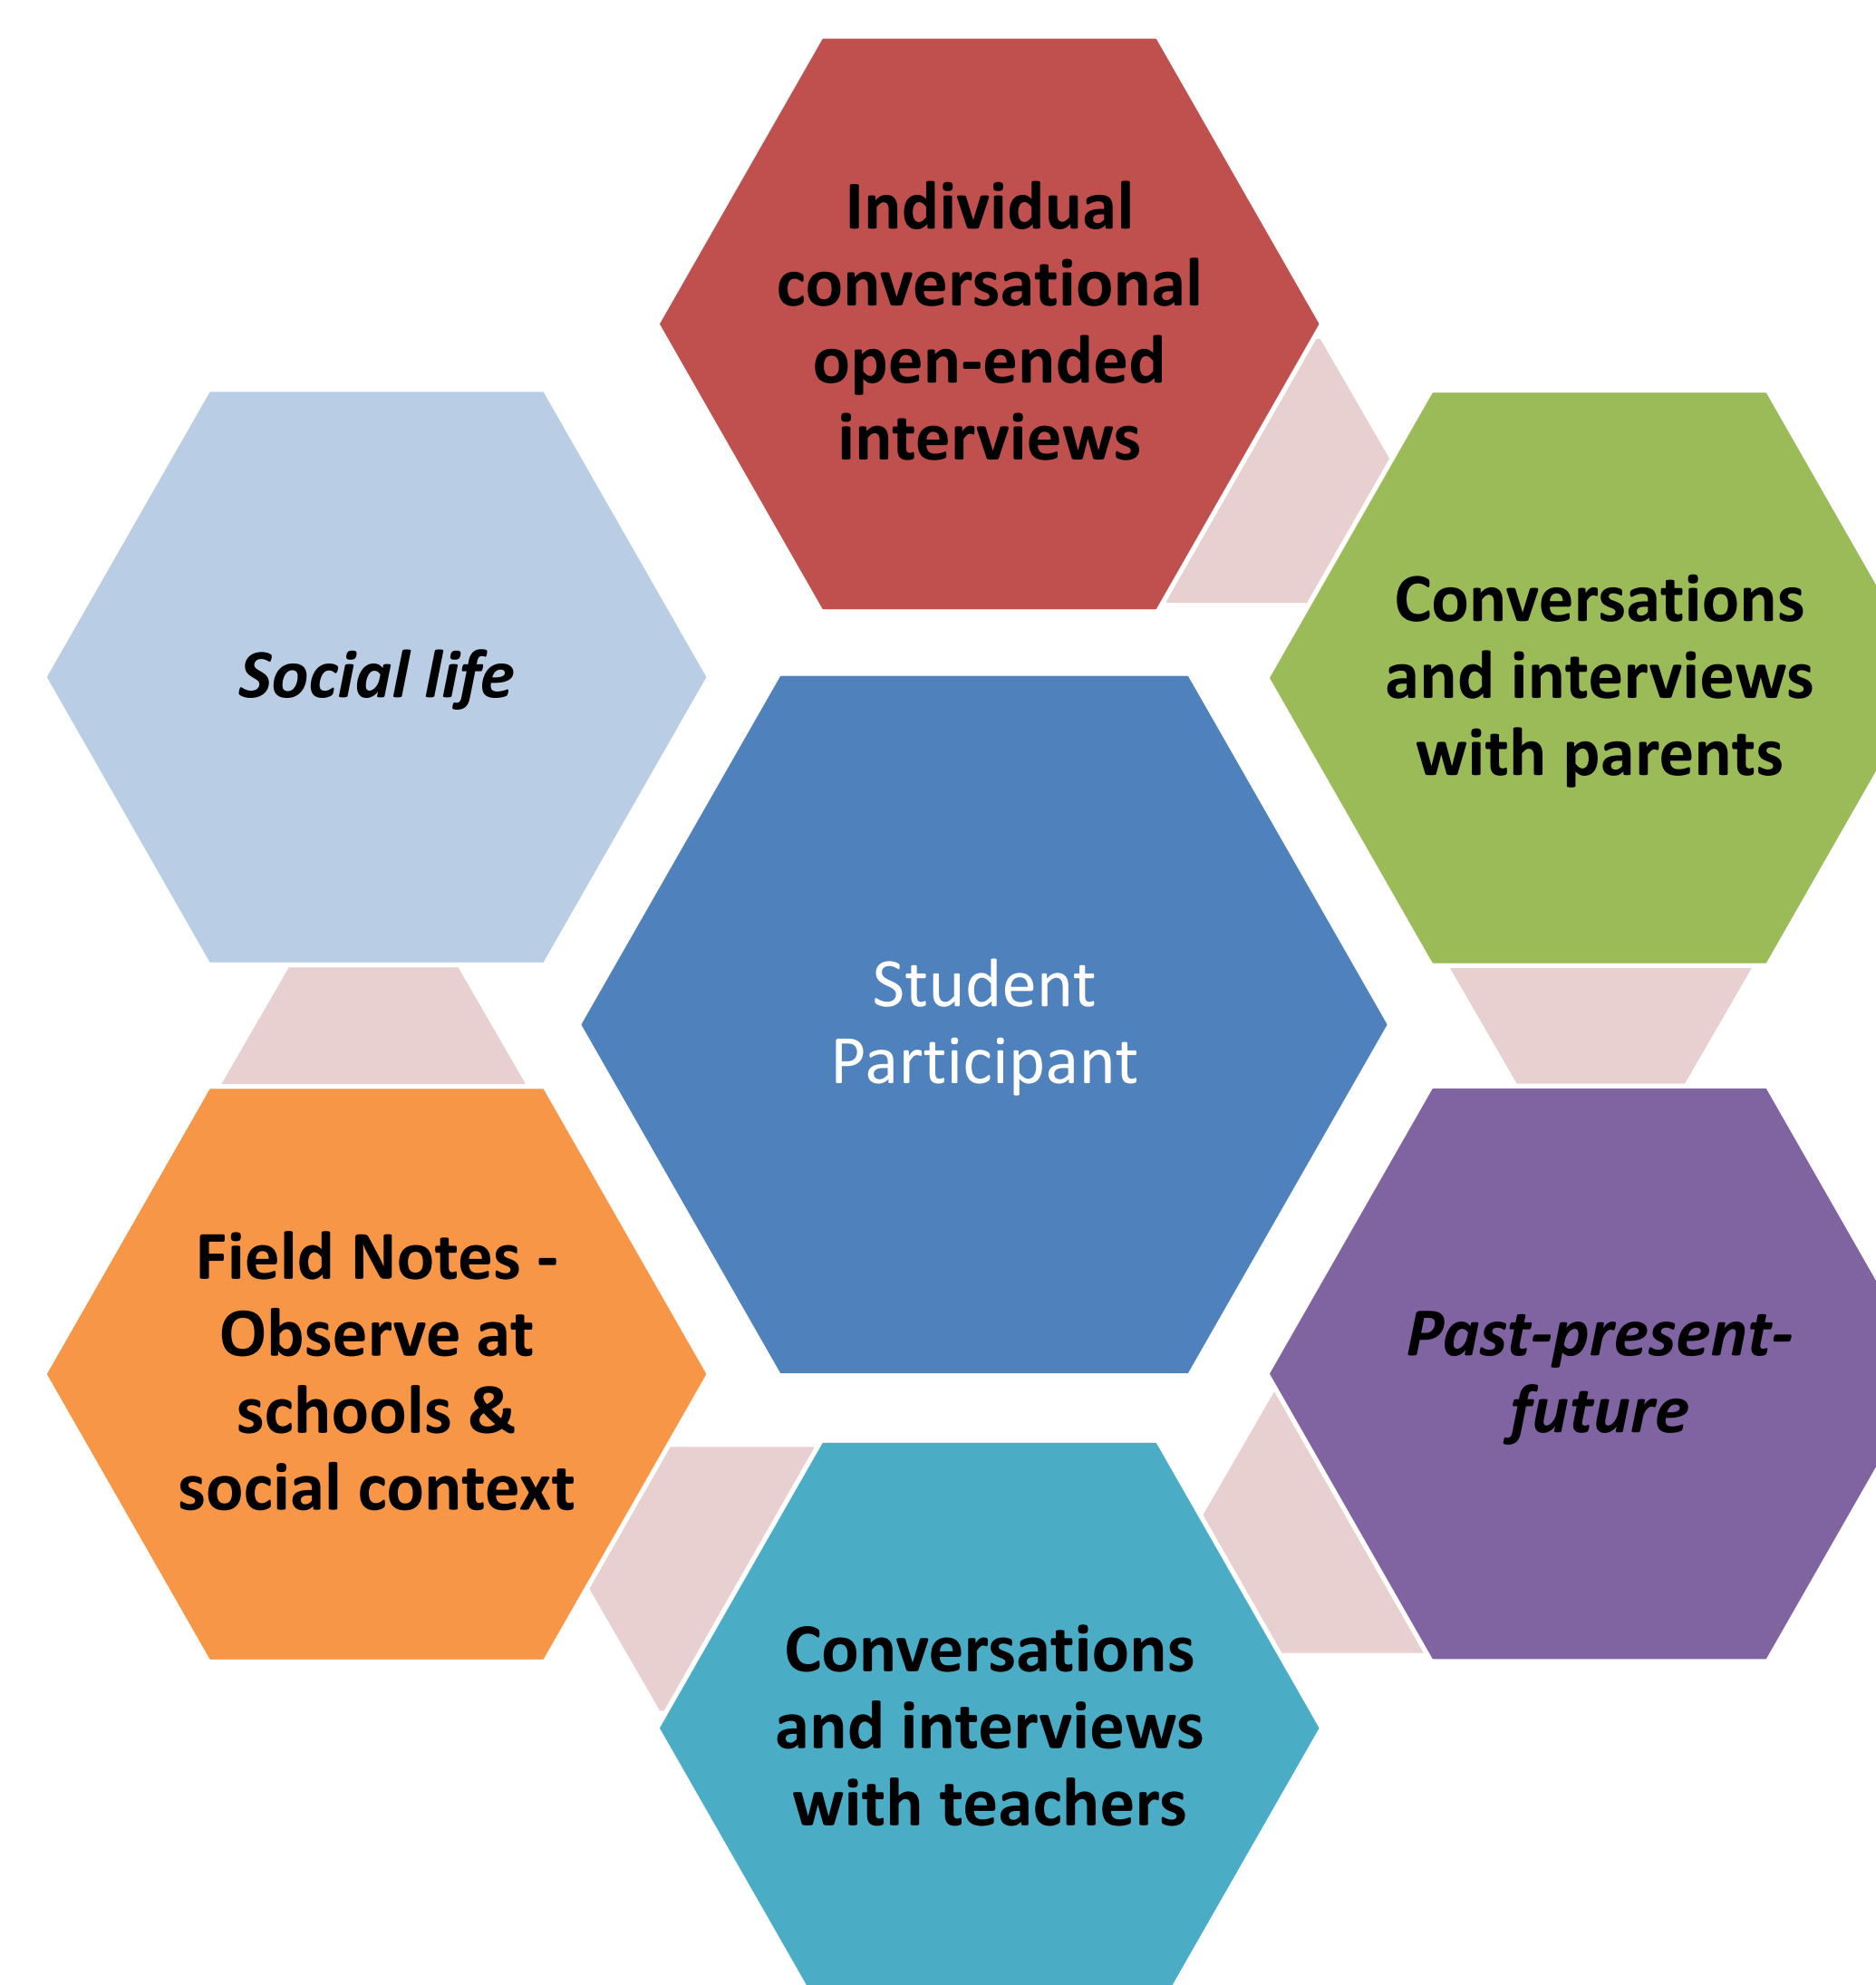 Individual
conversational
open-ended
interviews
Conversations
and interviews
with parents
Social life
Student
Participant
Past-present-
future
Field Notes -
Observe at
schools &
social context
Conversations
and interviews
with teachers